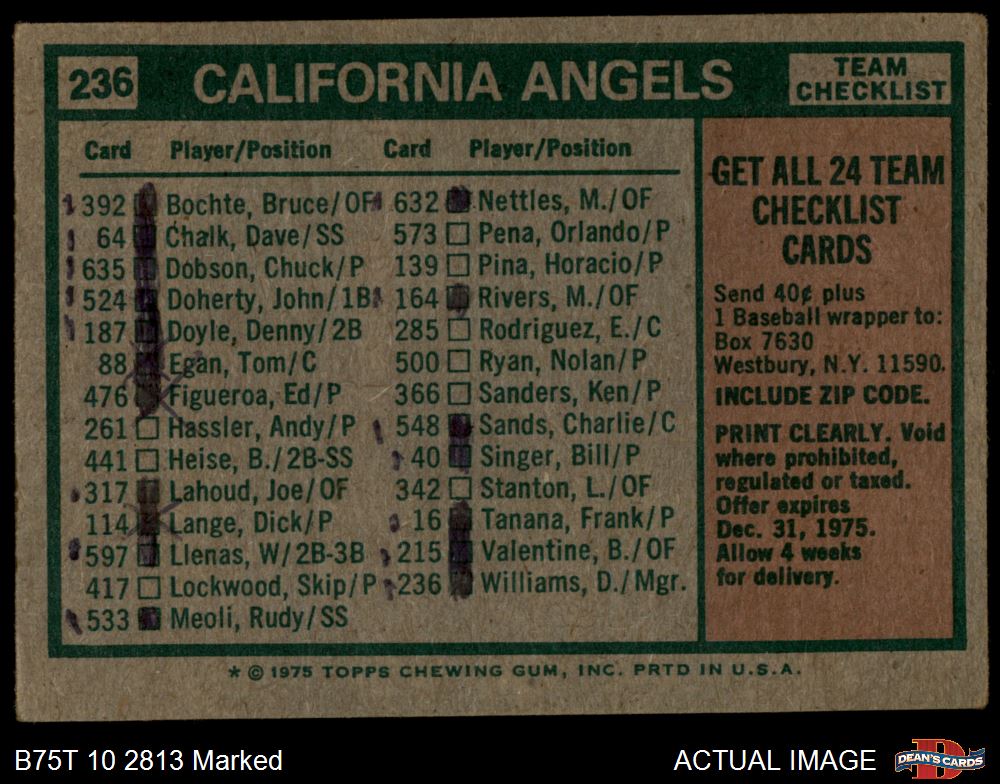 236 CALIFORNIA ANGELS TEAM CHECKLIST
Card Player/Position Card Player/Position
392 Bochte, Bruce/OF
64 Chalk, Dave/SS
635 Dobson, Chuck/P
524 Doherty, John/1B
187 Doyle, Denny/2B
88 Egan, Tom/C
476 Figueroa, Ed/P
261 Hassler, Andy/P
441 Heise, B./2B-SS
317 Lahoud, Joe/OF
114 Lange, Dick/P
597 Llenas, W/2B-3B
417 Lockwood, Skip/P
533 Meoli, Rudy/SS
632 Nettles, M./OF
573 Pena, Orlando/P
139 Pina, Horacio/P
164 Rivers, M./OF
285 Rodriguez, E./C
500 Ryan, Nolan/P
366 Sanders, Ken/P
548 Sands, Charlie/C
40 Singer, Bill/P
342 Stanton, L./OF
16 Tanana, Frank/P
215 Valentine, B./OF
236 Williams, D./Mgr.
GET ALL 24 TEAM
CHECKLIST
CARDS
Send 40¢ plus
1 Baseball wrapper to:
Box 7630
Westbury, N.Y. 11590.
INCLUDE ZIP CODE.
PRINT CLEARLY. Void
where prohibited,
regulated or taxed.
Offer expires
Dec. 31, 1975.
Allow 4 weeks
for delivery.
* © 1975 TOPPS CHEWING GUM, INC. PRTD IN U.S.A.
B75T 10 2813 Marked
ACTUAL IMAGE
DEAN'S CARDS